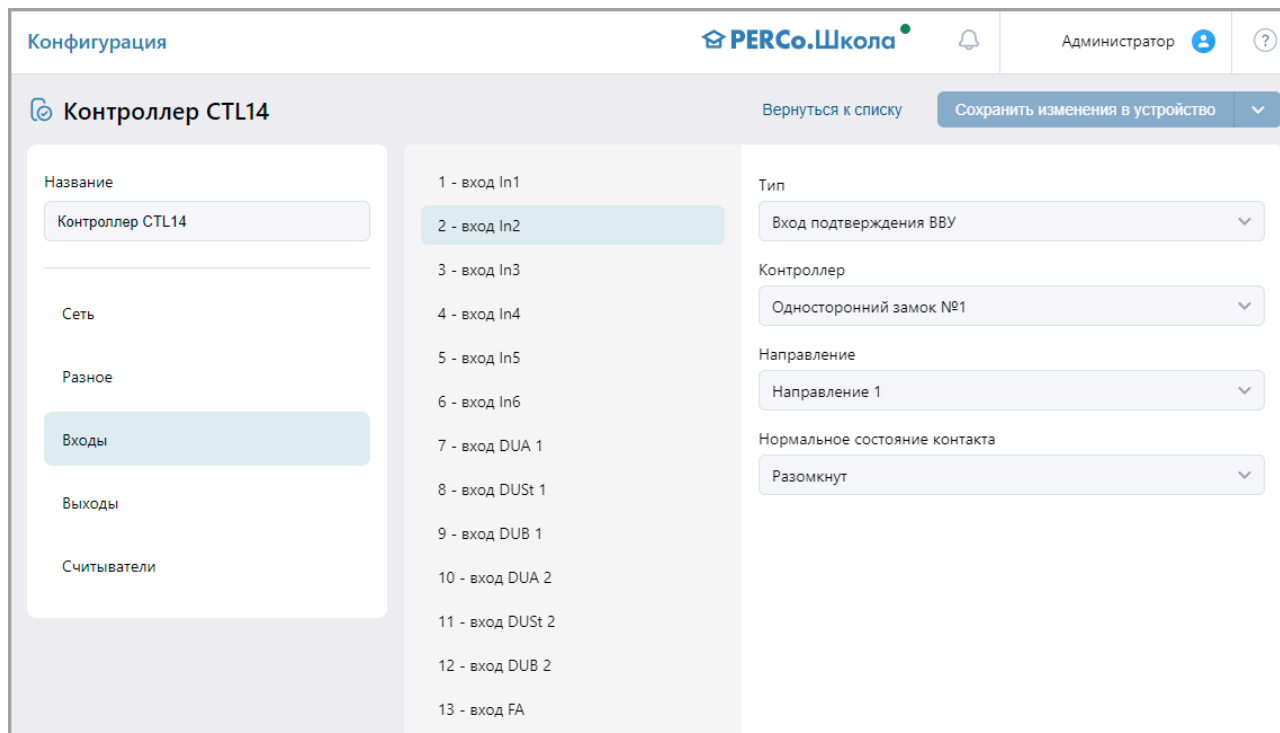 Конфигурация
PERCo.Школа
Администратор
?
Контроллер CTL14
Вернуться к списку
Сохранить изменения в устройство
Название
Контроллер CTL14
Сеть
Разное
Входы
Выходы
Считыватели
1 - вход In1
2 - вход In2
3 - вход In3
4 - вход In4
5 - вход In5
6 - вход In6
7 - вход DUA 1
8 - вход DUSt 1
9 - вход DUB 1
10 - вход DUA 2
11 - вход DUSt 2
12 - вход DUB 2
13 - вход FA
Тип
Вход подтверждения ВВУ
Контроллер
Односторонний замок №1
Направление
Направление 1
Нормальное состояние контакта
Разомкнут